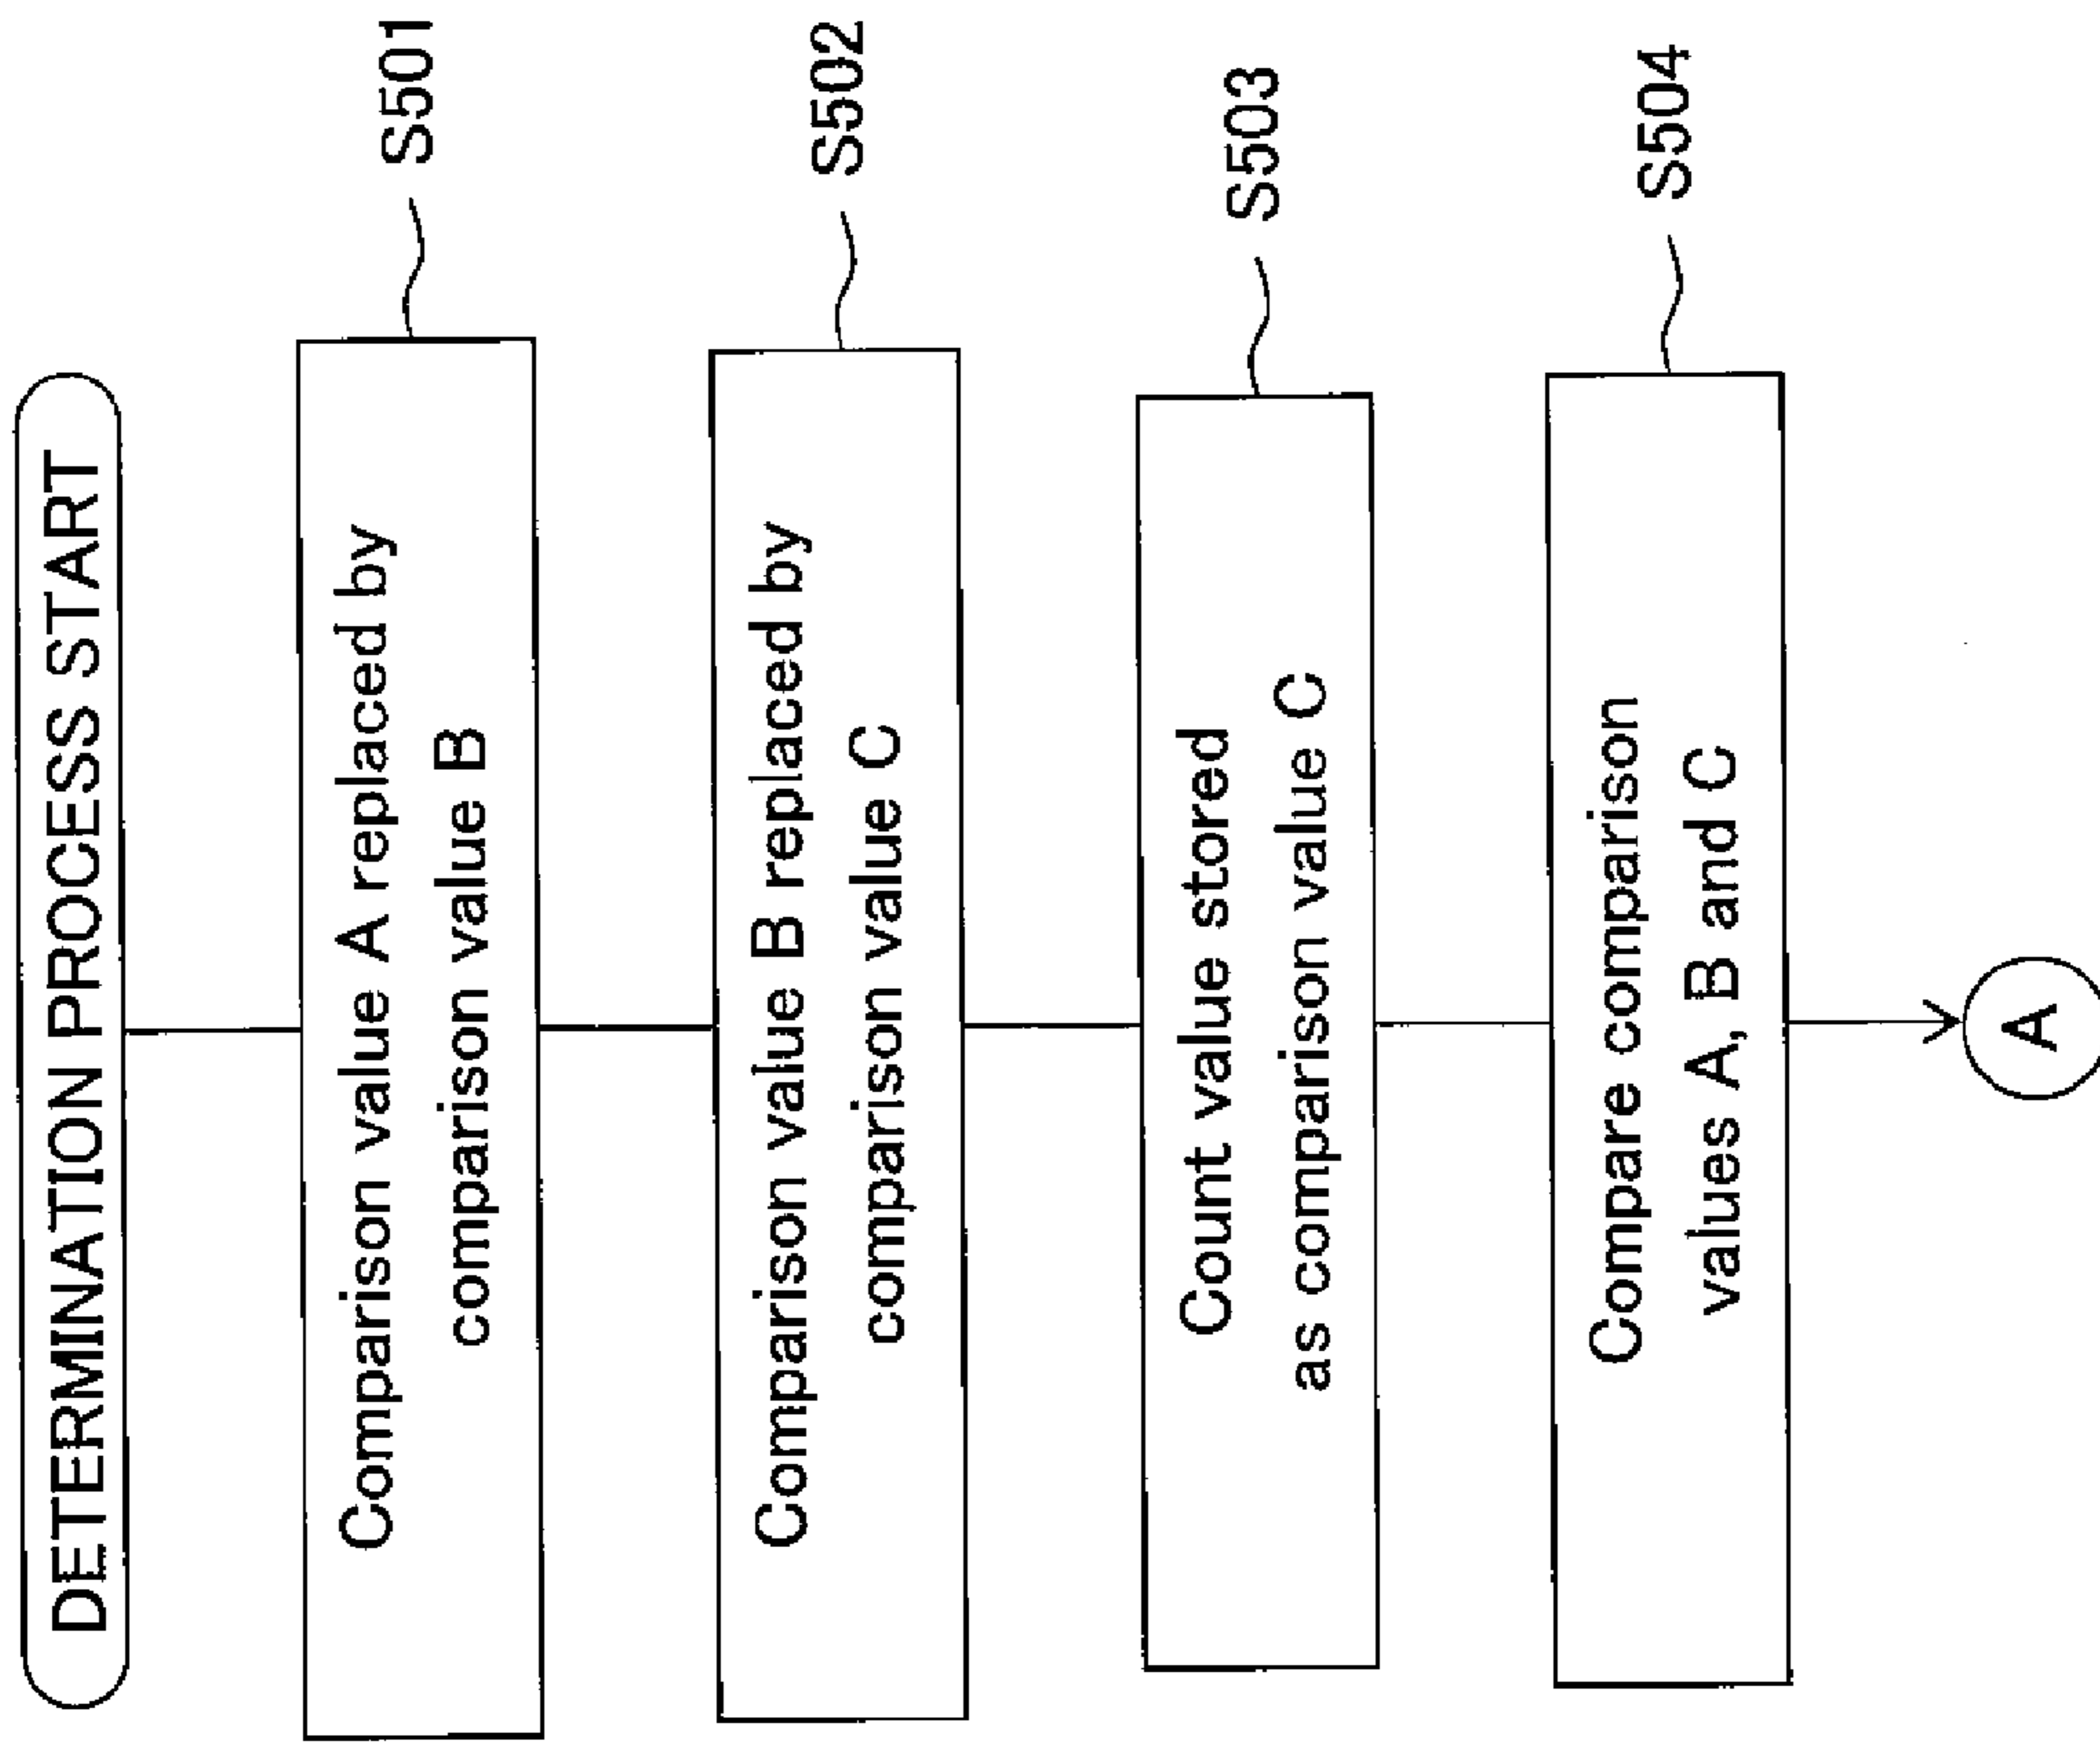 DETERMINATION PROCESS START
Comparison value A replaced by
comparison value B
S501
Comparison value B replaced by
comparison value C
S502
Count value stored
as comparison value C
S503
Compare comparison
values A, B and C
S504
A